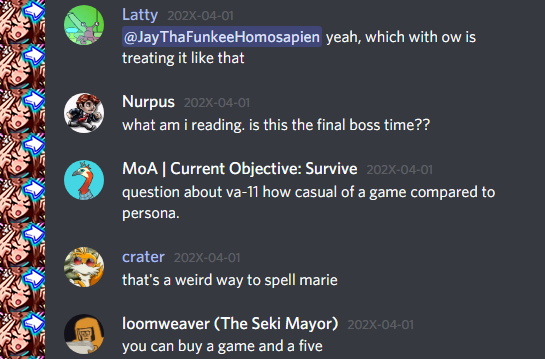 Latty 202X-04-01
@JayThaFunkeeHomosapien yeah, which with ow is
treating it like that
Nurpus 202X-04-01
what am i reading. is this the final boss time??
MoA | Current Objective: Survive 202X-04-01
question about va-11 how casual of a game compared to
persona.
crater 202X-04-01
that's a weird way to spell marie
loomweaver (The Seki Mayor) 202X-04-01
you can buy a game and a five